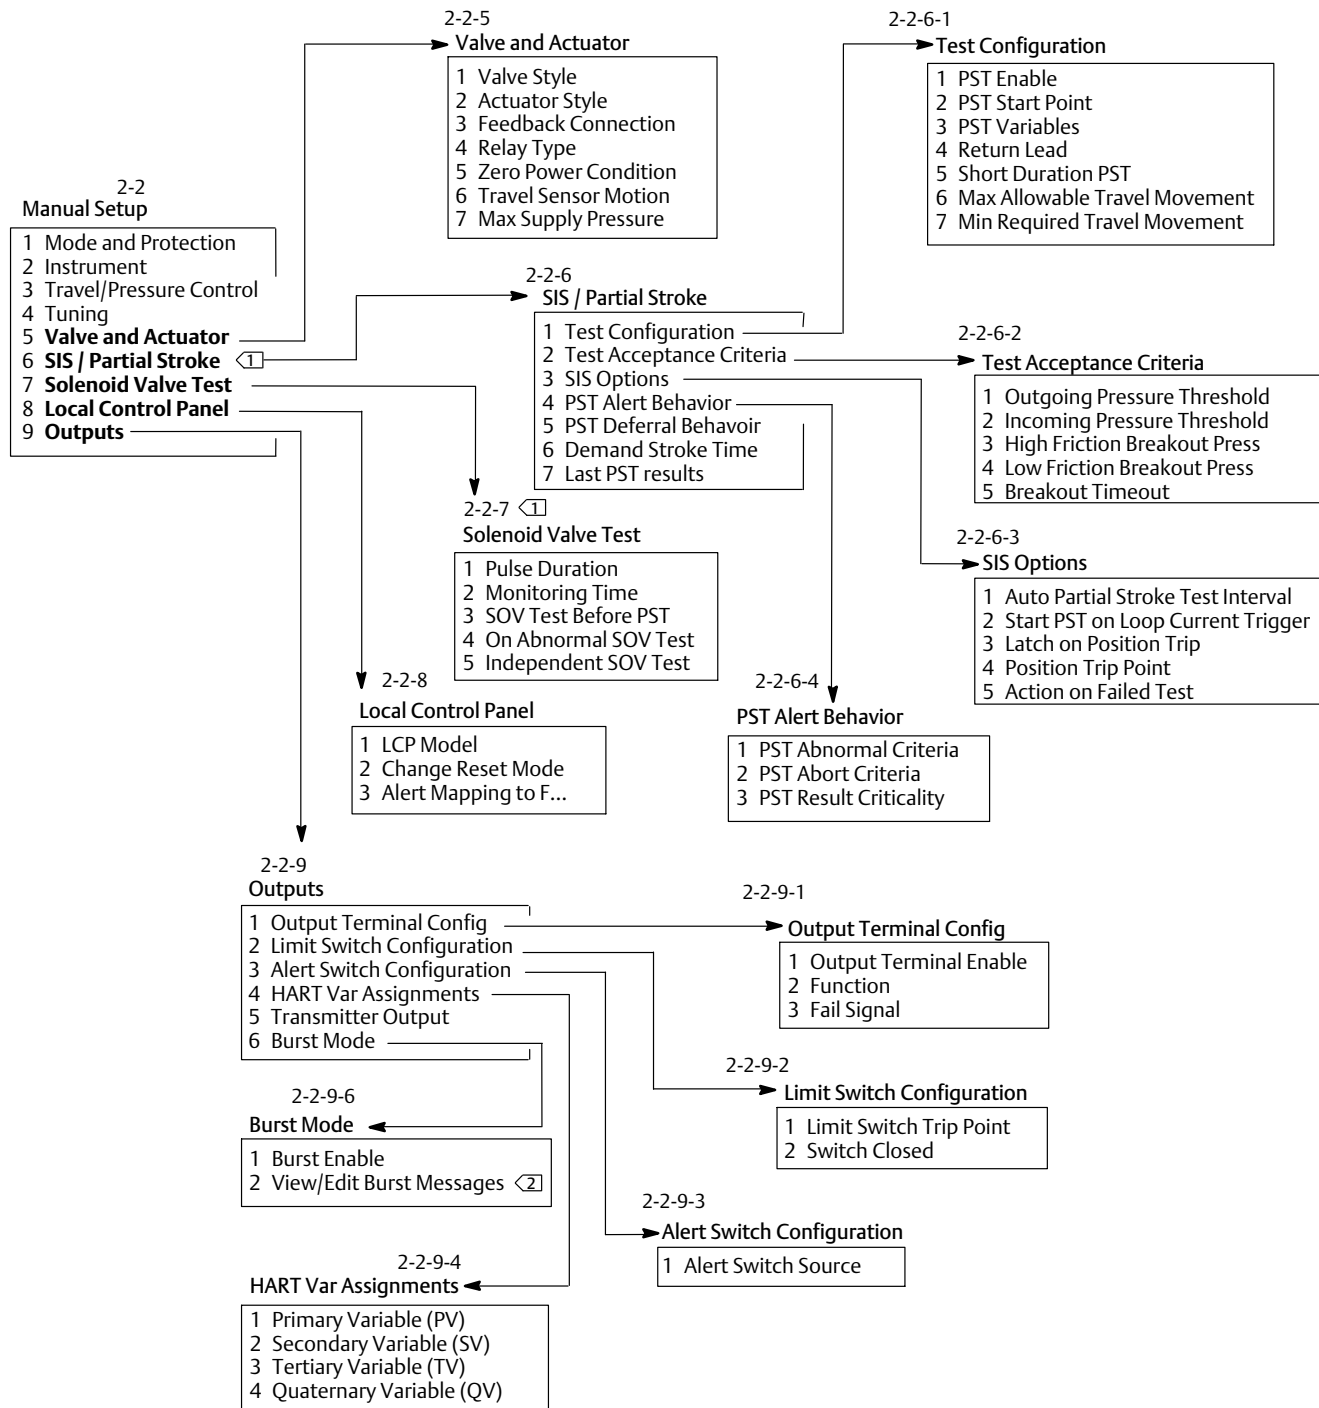 2-2
Manual Setup
1 Mode and Protection
2 Instrument
3 Travel/Pressure Control
4 Tuning
5 Valve and Actuator
6 SIS / Partial Stroke 1
7 Solenoid Valve Test
8 Local Control Panel
9 Outputs
2-2-5
Valve and Actuator
1 Valve Style
2 Actuator Style
3 Feedback Connection
4 Relay Type
5 Zero Power Condition
6 Travel Sensor Motion
7 Max Supply Pressure
2-2-6
SIS / Partial Stroke
1 Test Configuration
2 Test Acceptance Criteria
3 SIS Options
4 PST Alert Behavior
5 PST Deferral Behavoir
6 Demand Stroke Time
7 Last PST results
2-2-6-1
Test Configuration
1 PST Enable
2 PST Start Point
3 PST Variables
4 Return Lead
5 Short Duration PST
6 Max Allowable Travel Movement
7 Min Required Travel Movement
2-2-6-2
Test Acceptance Criteria
1 Outgoing Pressure Threshold
2 Incoming Pressure Threshold
3 High Friction Breakout Press
4 Low Friction Breakout Press
5 Breakout Timeout
2-2-6-3
SIS Options
1 Auto Partial Stroke Test Interval
2 Start PST on Loop Current Trigger
3 Latch on Position Trip
4 Position Trip Point
5 Action on Failed Test
2-2-6-4
PST Alert Behavior
1 PST Abnormal Criteria
2 PST Abort Criteria
3 PST Result Criticality
2-2-7 1
Solenoid Valve Test
1 Pulse Duration
2 Monitoring Time
3 SOV Test Before PST
4 On Abnormal SOV Test
5 Independent SOV Test
2-2-8
Local Control Panel
1 LCP Model
2 Change Reset Mode
3 Alert Mapping to F...
2-2-9
Outputs
1 Output Terminal Config
2 Limit Switch Configuration
3 Alert Switch Configuration
4 HART Var Assignments
5 Transmitter Output
6 Burst Mode
2-2-9-1
Output Terminal Config
1 Output Terminal Enable
2 Function
3 Fail Signal
2-2-9-2
Limit Switch Configuration
1 Limit Switch Trip Point
2 Switch Closed
2-2-9-3
Alert Switch Configuration
1 Alert Switch Source
2-2-9-6
Burst Mode
1 Burst Enable
2 View/Edit Burst Messages 2
2-2-9-4
HART Var Assignments
1 Primary Variable (PV)
2 Secondary Variable (SV)
3 Tertiary Variable (TV)
4 Quaternary Variable (QV)